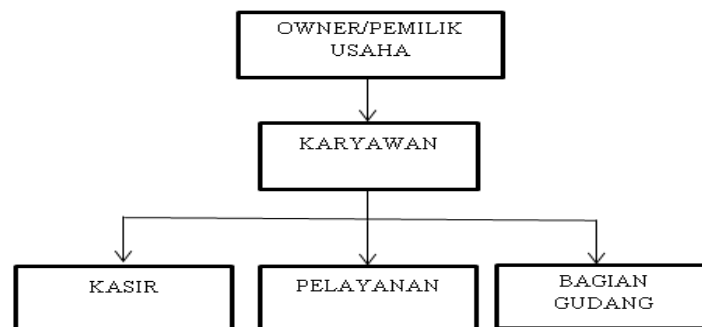 OWNER/PEMILIK
USAHA
KARYAWAN
KASIR
PELAYANAN
BAGIAN
GUDANG